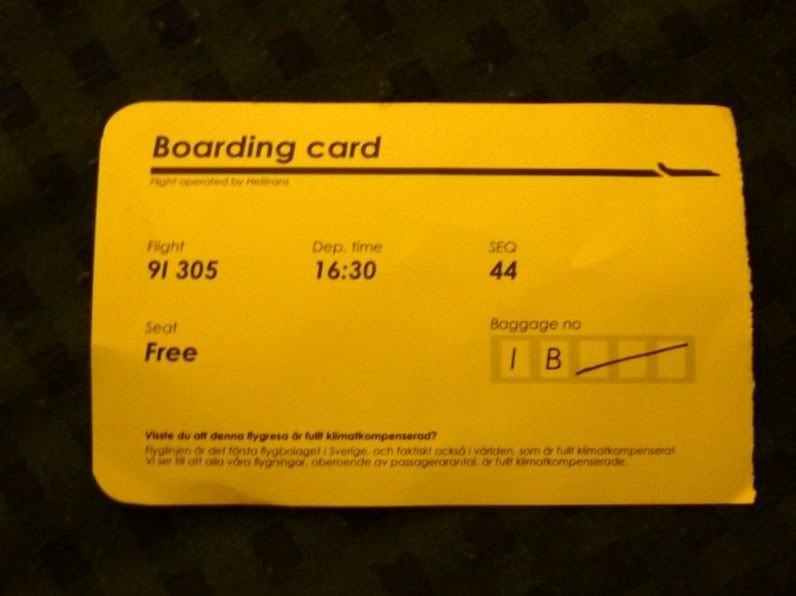 Boarding card
Flight operated by Helitrans
Flight Dep. time SEQ
9I 305 16:30 44
Seat Baggage no
Free 1 B
Visste du att denna flygresa är fullt klimatkompenserad?
Flyglinjen är det första flygbolaget i Sverige, och faktiskt också i världen, som är fullt klimatkompenserat.
Vi ser till att alla våra flygningar, oberoende av passagerarantal, är fullt klimatkompenserade.